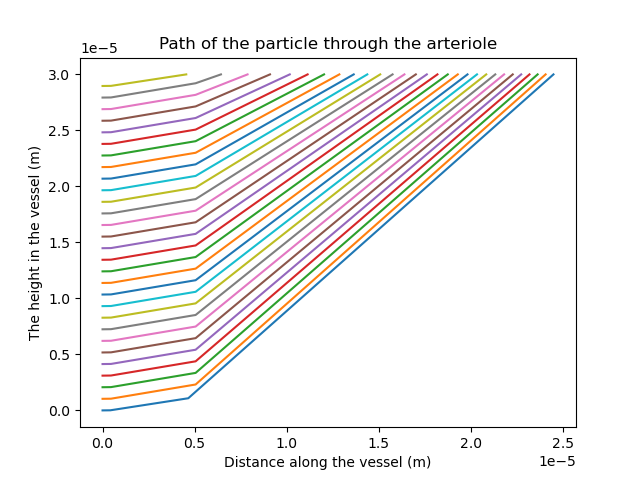 Path of the particle through the arteriole
1e−5
3.0
2.5
2.0
1.5
1.0
0.5
0.0
The height in the vessel (m)
0.0 0.5 1.0 1.5 2.0 2.5
1e−5
Distance along the vessel (m)